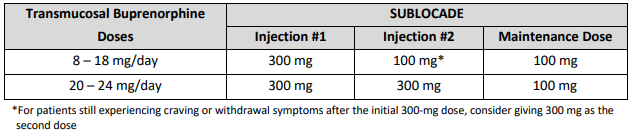 Transmucosal Buprenorphine Doses SUBLOCADE
Injection #1 Injection #2 Maintenance Dose
8 – 18 mg/day 300 mg 100 mg* 100 mg
20 – 24 mg/day 300 mg 300 mg 100 mg
*For patients still experiencing craving or withdrawal symptoms after the initial 300-mg dose, consider giving 300 mg as the
second dose